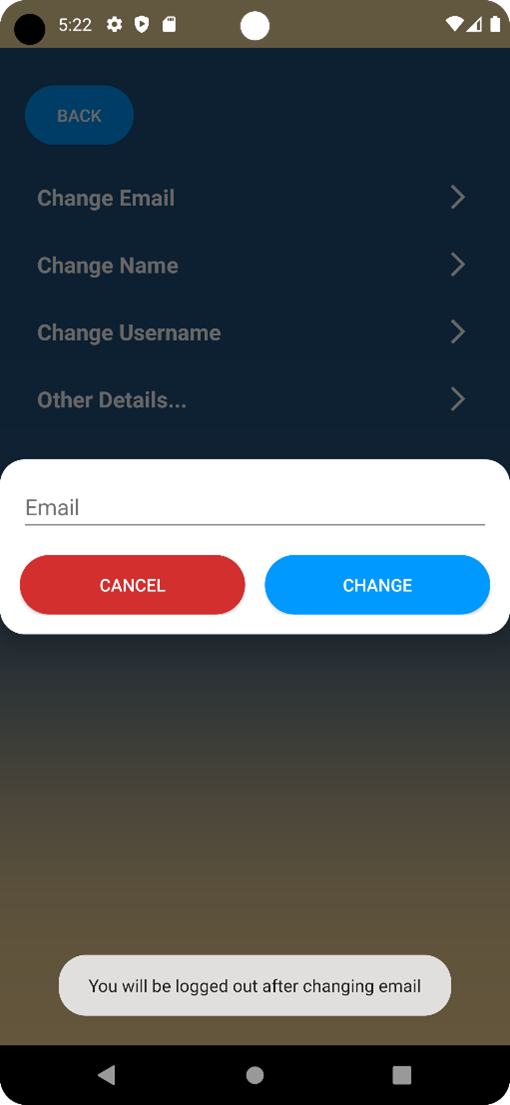 5:22
BACK
Change Email
Change Name
Change Username
Other Details...
Email
CANCEL
CHANGE
You will be logged out after changing email